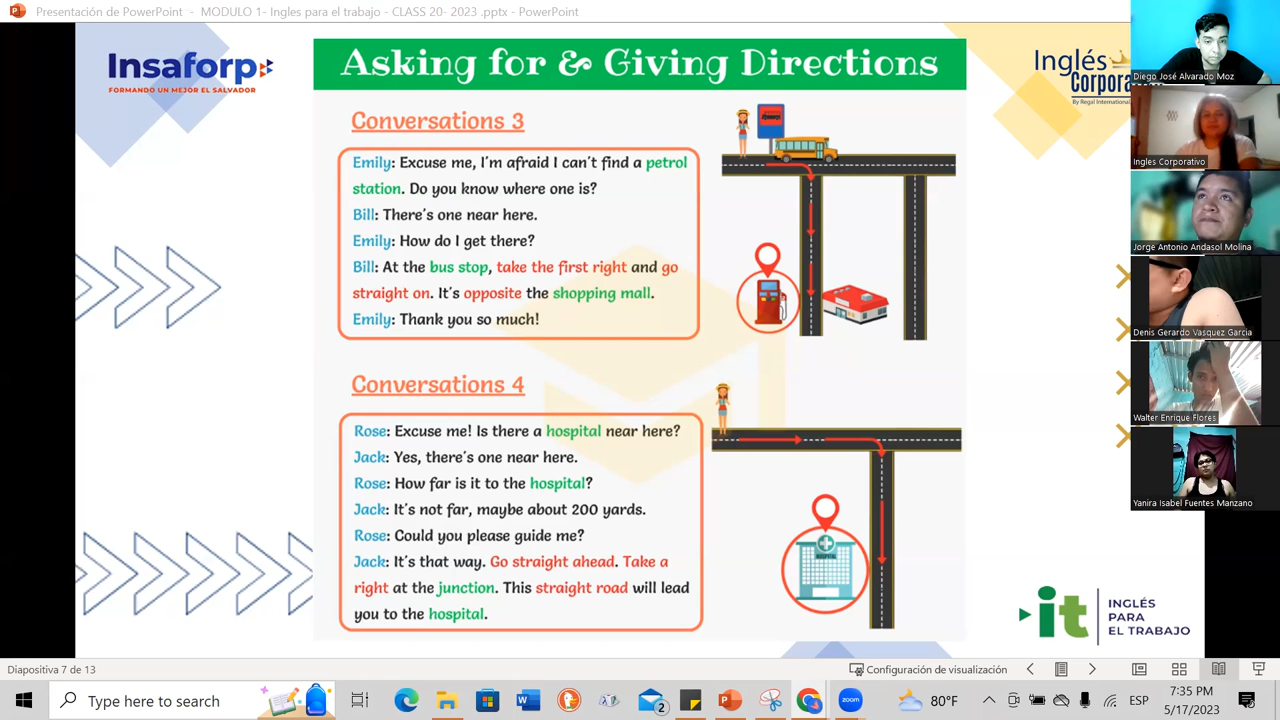 Presentación de PowerPoint - MODULO 1- Ingles para el trabajo - CLASS 20- 2023 .pptx - PowerPoint
Insaforp
FORMANDO UN MEJOR EL SALVADOR
Asking for & Giving Directions
Inglés
By Regal International
Conversations 3
Emily: Excuse me, I'm afraid I can't find a petrol
station. Do you know where one is?
Bill: There's one near here.
Emily: How do I get there?
Bill: At the bus stop, take the first right and go
straight on. It's opposite the shopping mall.
Emily: Thank you so much!
Conversations 4
Rose: Excuse me! Is there a hospital near here?
Jack: Yes, there's one near here.
Rose: How far is it to the hospital?
Jack: It's not far, maybe about 200 yards.
Rose: Could you please guide me?
Jack: It's that way. Go straight ahead. Take a
right at the junction. This straight road will lead
you to the hospital.
HOSPITAL
it
INGLÉS
PARA
EL TRABAJO
Diego José Alvarado Moz
Ingles Corporativo
Jorge Antonio Andasol Molina
Denis Gerardo Vasquez Garcia
Walter Enrique Flores
Yanira Isabel Fuentes Manzano
Diapositiva 7 de 13
Configuración de visualización
Type here to search
2
80°F
ESP
7:35 PM
5/17/2023